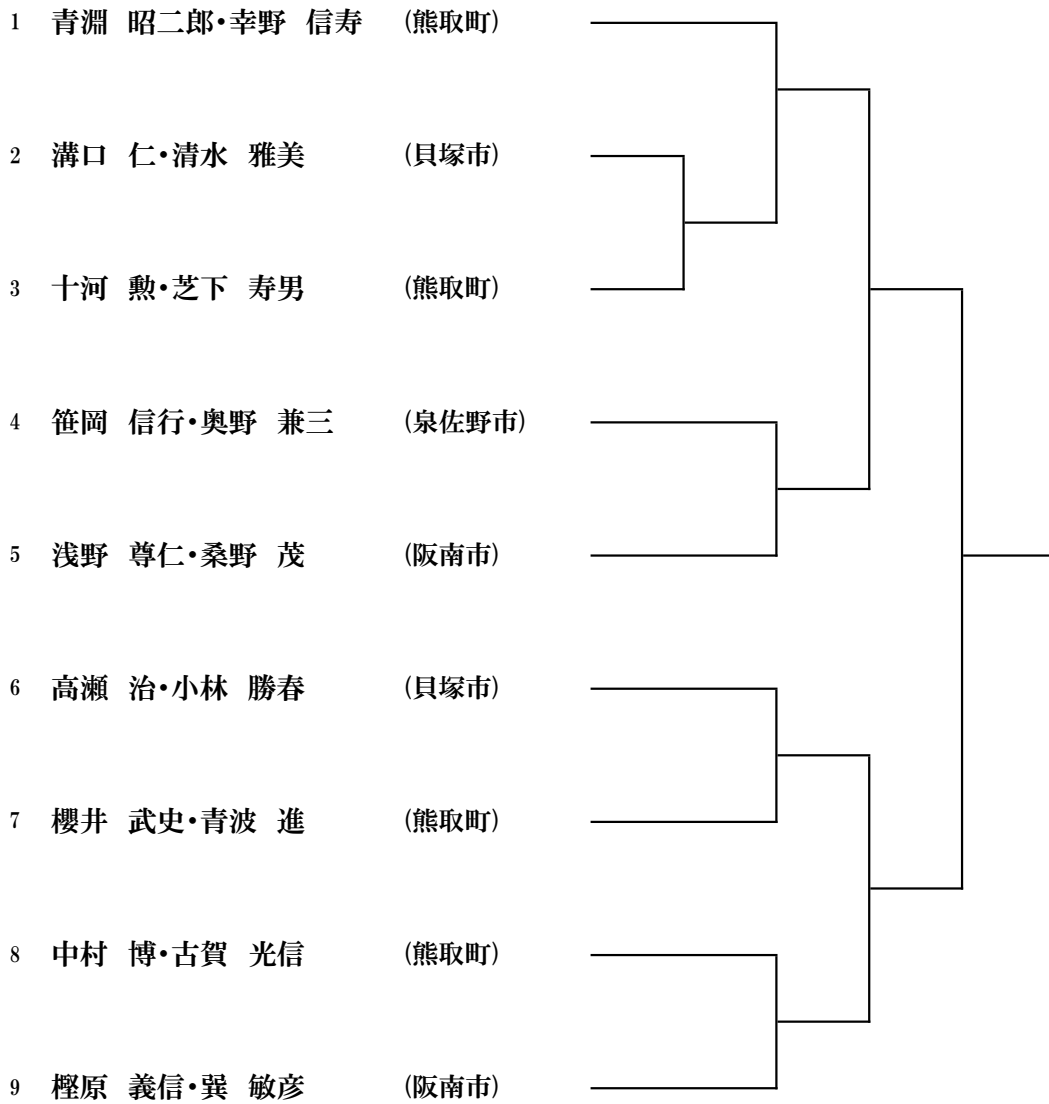 1 青淵 昭二郎・幸野 信寿 (熊取町)
2 溝口 仁・清水 雅美 (貝塚市)
3 十河 勲・芝下 寿男 (熊取町)
4 笹岡 信行・奥野 兼三 (泉佐野市)
5 浅野 尊仁・桑野 茂 (阪南市)
6 高瀬 治・小林 勝春 (貝塚市)
7 櫻井 武史・青波 進 (熊取町)
8 中村 博・古賀 光信 (熊取町)
9 樫原 義信・巽 敏彦 (阪南市)